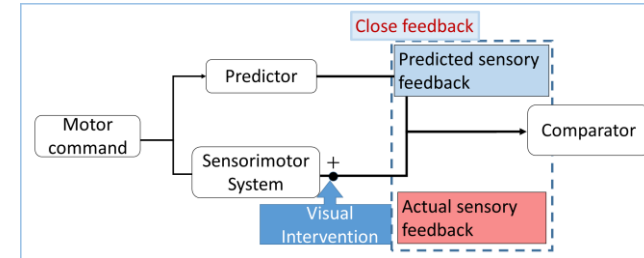 Close feedback
Predictor
Predicted sensory
feedback
Motor
command
Comparator
Sensorimotor
System
+
Visual
Intervention
Actual sensory
feedback